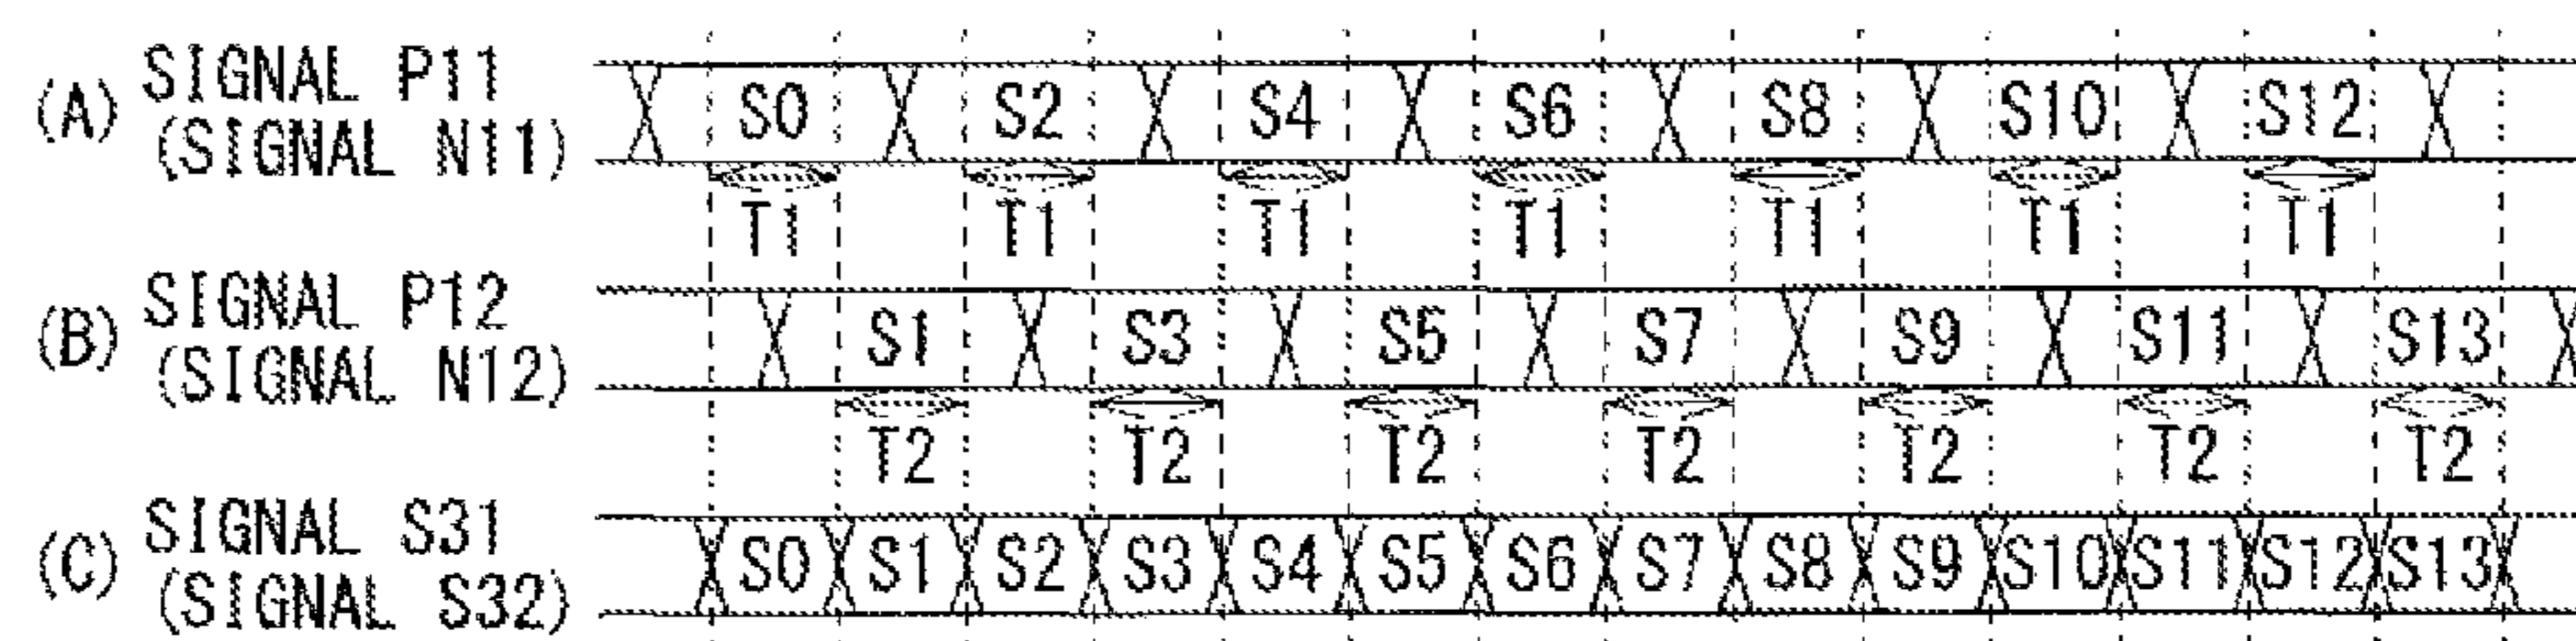 (A) SIGNAL P11 (SIGNAL N11) S0 S2 S4 S6 S8 S10 S12
T1 T1 T1 T1 T1 T1 T1
(B) SIGNAL P12 (SIGNAL N12) S1 S3 S5 S7 S9 S11 S13
T2 T2 T2 T2 T2 T2 T2
(C) SIGNAL S31 (SIGNAL S32) S0 S1 S2 S3 S4 S5 S6 S7 S8 S9 S10 S11 S12 S13